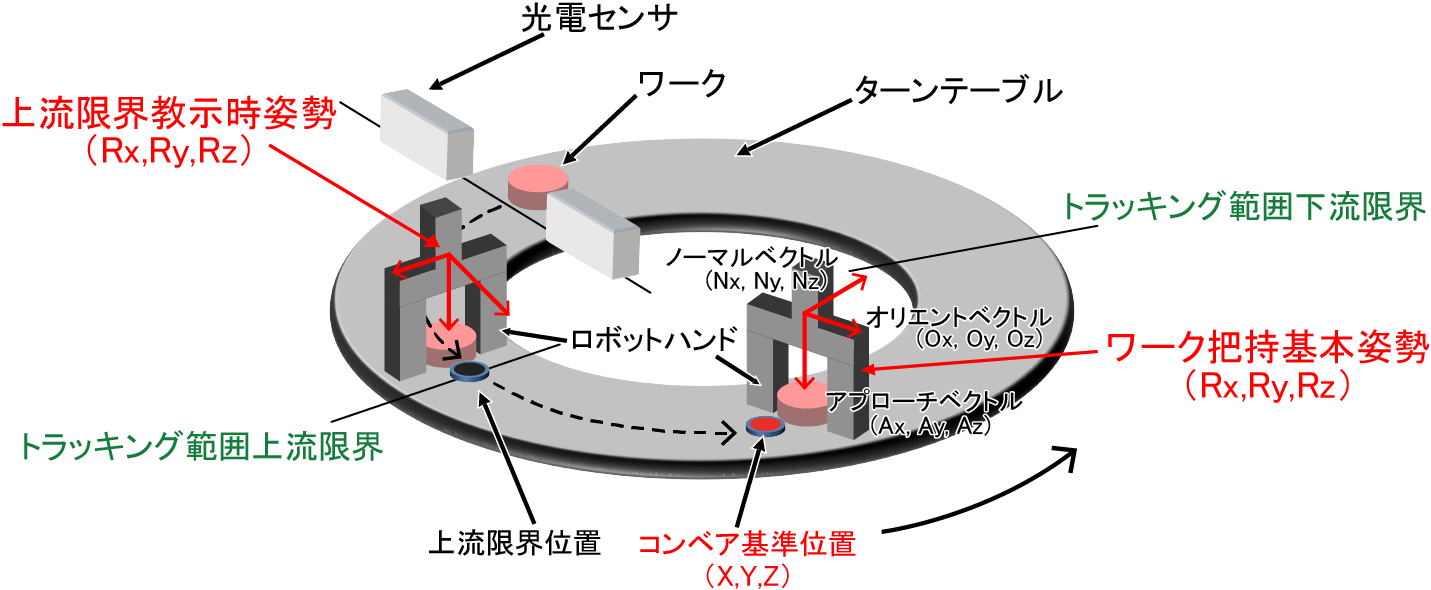 光電センサ
ワーク
ターンテーブル
上流限界教示時姿勢
(Rx,Ry,Rz)
トラッキング範囲下流限界
ノーマルベクトル
(Nx, Ny, Nz)
オリエントベクトル
(Ox, Oy, Oz)
ロボットハンド
ワーク把持基本姿勢
(Rx,Ry,Rz)
アプローチベクトル
(Ax, Ay, Az)
トラッキング範囲上流限界
上流限界位置
コンベア基準位置
(X,Y,Z)